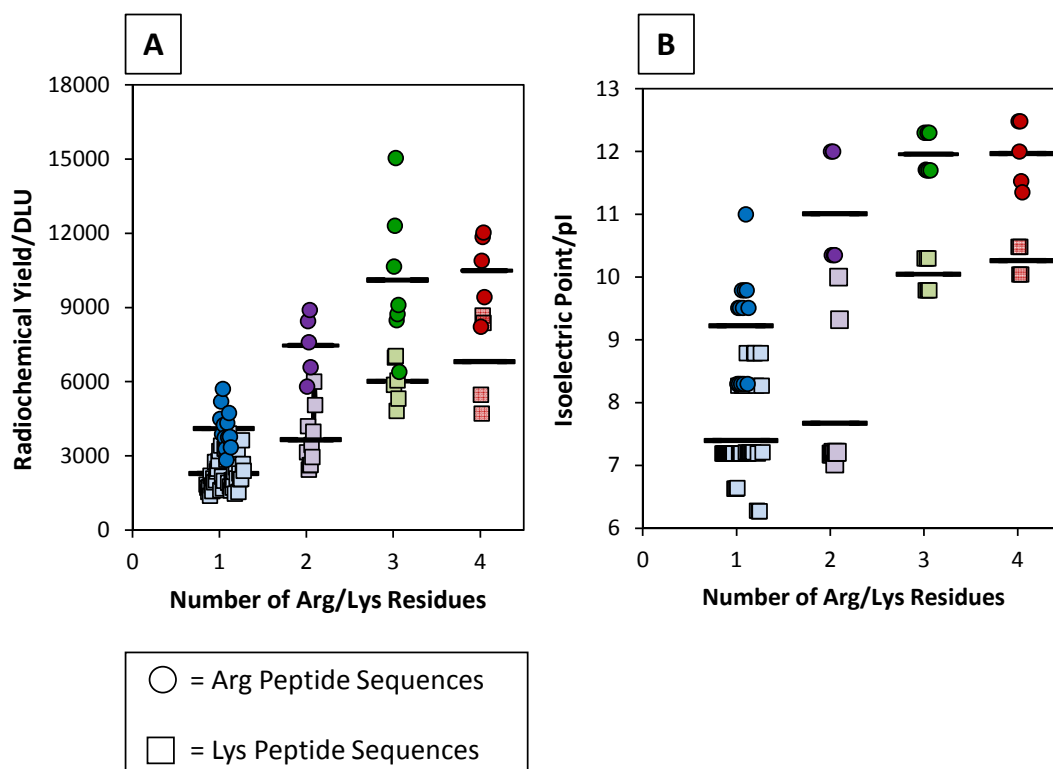 A
B
18000
15000
12000
9000
6000
3000
0
0 1 2 3 4
Radiochemical Yield/DLU
Number of Arg/Lys Residues
13
12
11
10
9
8
7
6
0 1 2 3 4
Isoelectric Point/pI
Number of Arg/Lys Residues
= Arg Peptide Sequences
= Lys Peptide Sequences